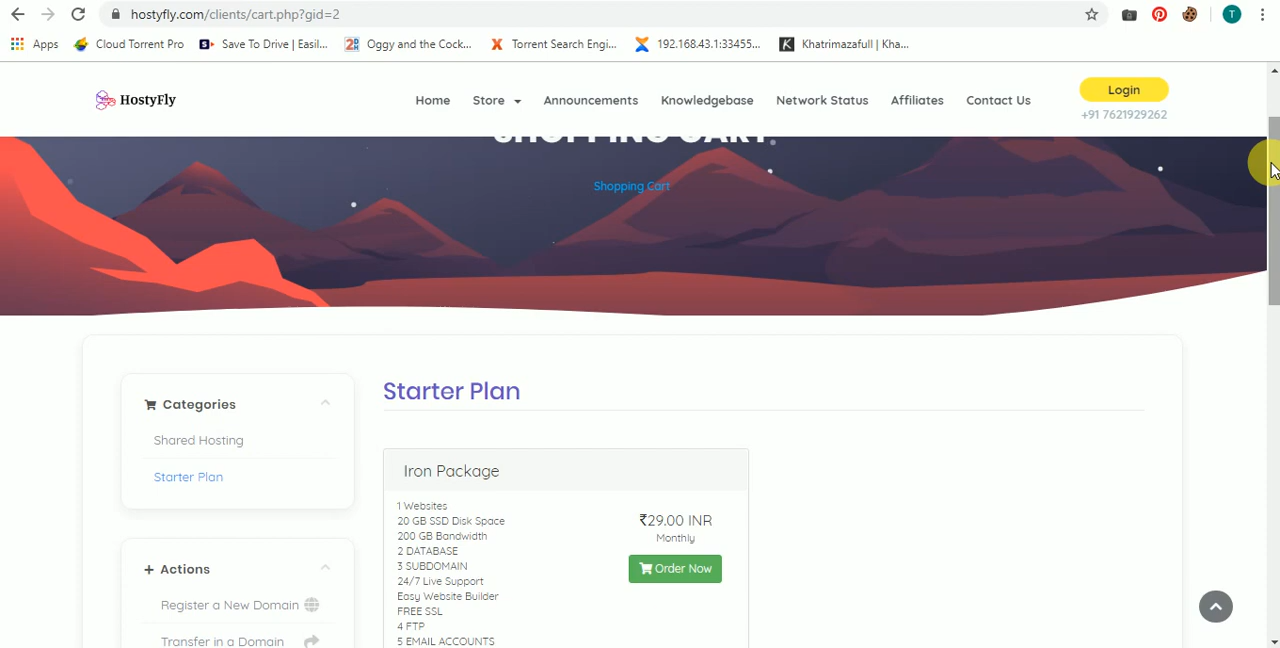 hostyfly.com/clients/cart.php?gid=2
T
Apps
Cloud Torrent Pro
Save To Drive | Easil...
Oggy and the Cock...
Torrent Search Engi...
192.168.43.1:33455...
Khatrimazafull | Kha...
HostyFly
Home
Store
Announcements
Knowledgebase
Network Status
Affiliates
Contact Us
Login
+91 7621929262
SHOPPING CART
Shopping Cart
Categories
Shared Hosting
Starter Plan
Actions
Register a New Domain
Transfer in a Domain
Starter Plan
Iron Package
1 Websites
20 GB SSD Disk Space
200 GB Bandwidth
2 DATABASE
3 SUBDOMAIN
24/7 Live Support
Easy Website Builder
FREE SSL
4 FTP
5 EMAIL ACCOUNTS
₹29.00 INR
Monthly
Order Now